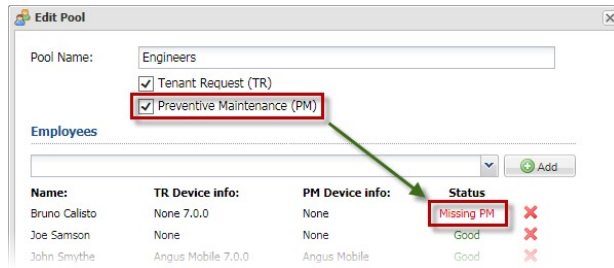 Edit Pool
Pool Name: Engineers
Tenant Request (TR)
Preventive Maintenance (PM)
Employees
Add
Name: TR Device info: PM Device info: Status
Bruno Calisto None 7.0.0 None Missing PM
Joe Samson None None Good
John Smythe Angus Mobile 7.0.0 Angus Mobile Good